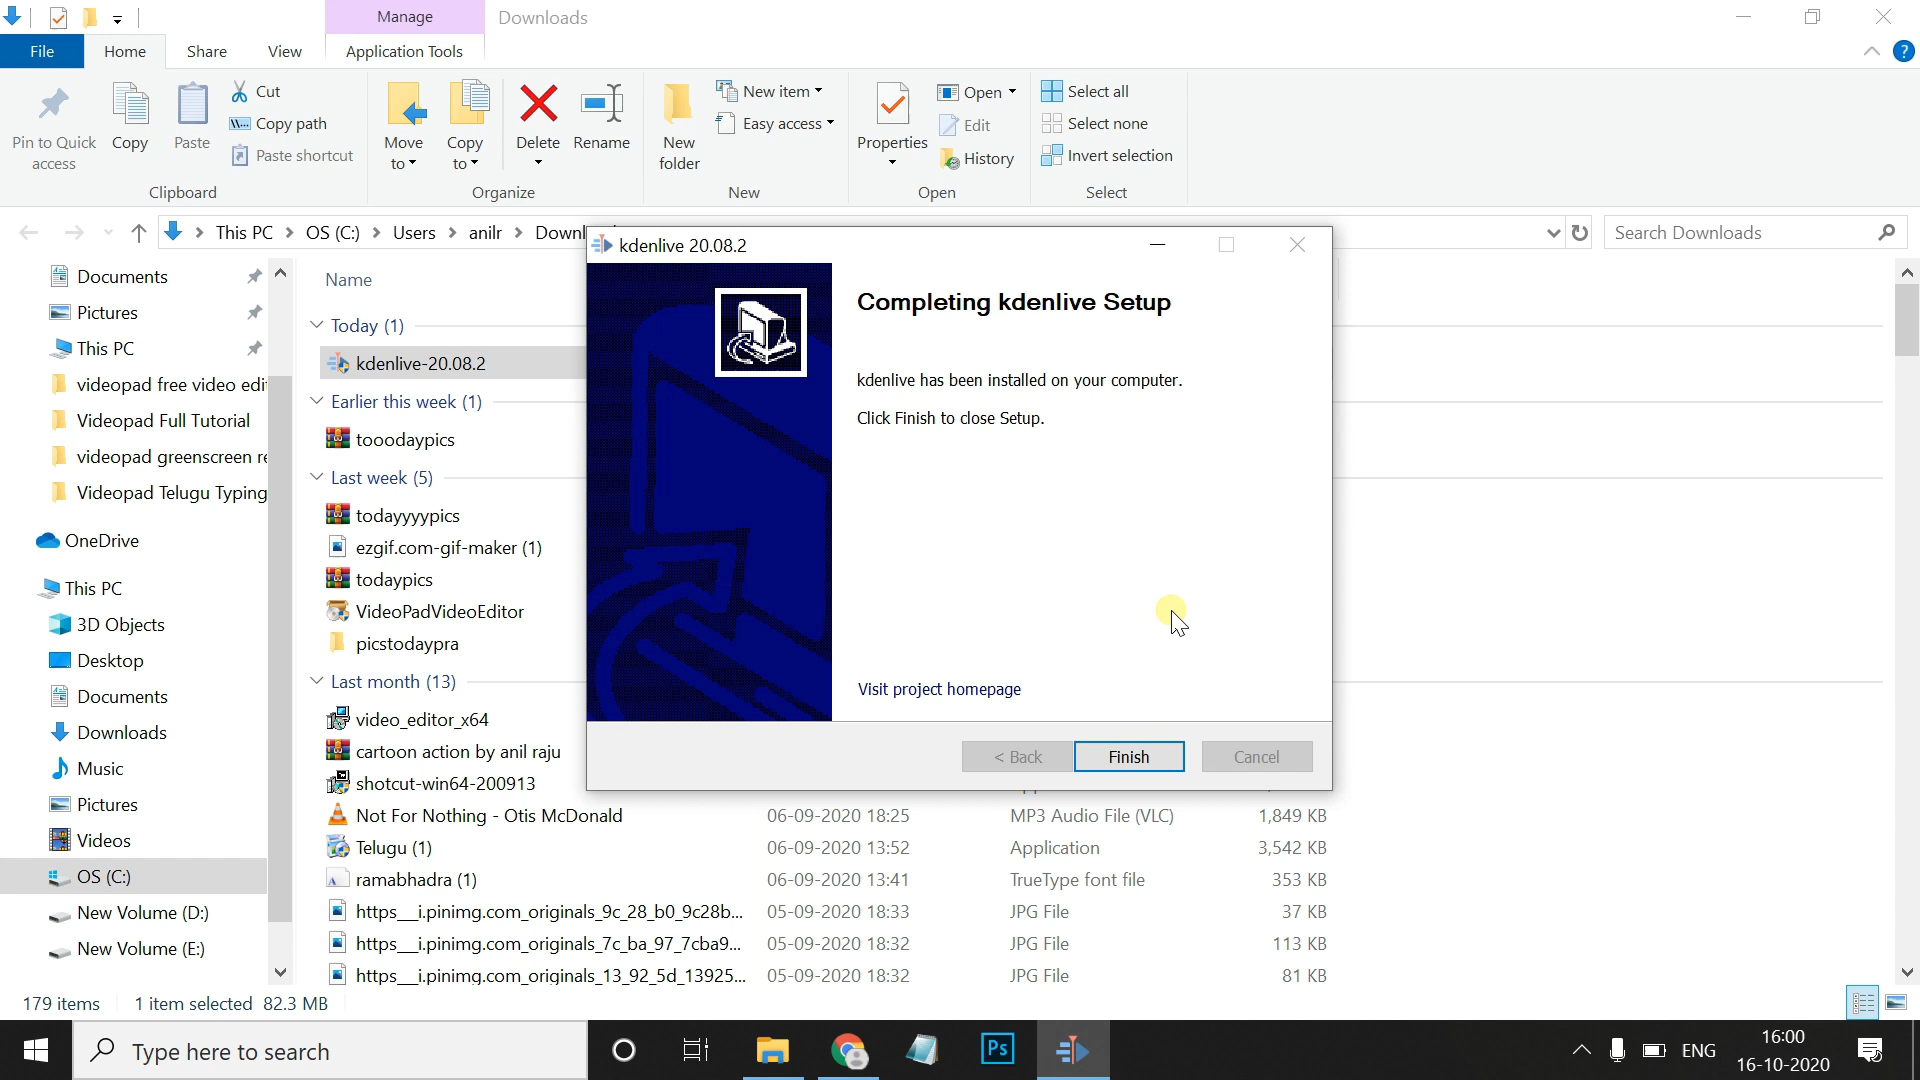 Manage
Downloads
File
Home
Share
View
Application Tools
Pin to Quick access
Copy
Paste
Cut
Copy path
Paste shortcut
Clipboard
Move to
Copy to
Delete
Rename
Organize
New folder
New item
Easy access
New
Properties
Open
Edit
History
Open
Select all
Select none
Invert selection
Select
This PC
OS (C:)
Users
anilr
Search Downloads
Documents
Pictures
This PC
videopad free video edi
Videopad Full Tutorial
videopad greenscreen re
Videopad Telugu Typing
OneDrive
This PC
3D Objects
Desktop
Documents
Downloads
Music
Pictures
Videos
OS (C:)
New Volume (D:)
New Volume (E:)
Name
Today (1)
kdenlive-20.08.2
Earlier this week (1)
tooodaypics
Last week (5)
todayyyypics
ezgif.com-gif-maker (1)
todaypics
VideoPadVideoEditor
picstodaypra
Last month (13)
video_editor_x64
cartoon action by anil raju
shotcut-win64-200913
Not For Nothing - Otis McDonald 06-09-2020 18:25 MP3 Audio File (VLC) 1,849 KB
Telugu (1) 06-09-2020 13:52 Application 3,542 KB
ramabhadra (1) 06-09-2020 13:41 TrueType font file 353 KB
https__i.pinimg.com_originals_9c_28_b0_9c28b... 05-09-2020 18:33 JPG File 37 KB
https__i.pinimg.com_originals_7c_ba_97_7cba9... 05-09-2020 18:32 JPG File 113 KB
https__i.pinimg.com_originals_13_92_5d_13925... 05-09-2020 18:32 JPG File 81 KB
kdenlive 20.08.2
Completing kdenlive Setup
kdenlive has been installed on your computer.
Click Finish to close Setup.
Visit project homepage
< Back
Finish
Cancel
179 items
1 item selected 82.3 MB
Type here to search
Ps
ENG
16:00
16-10-2020